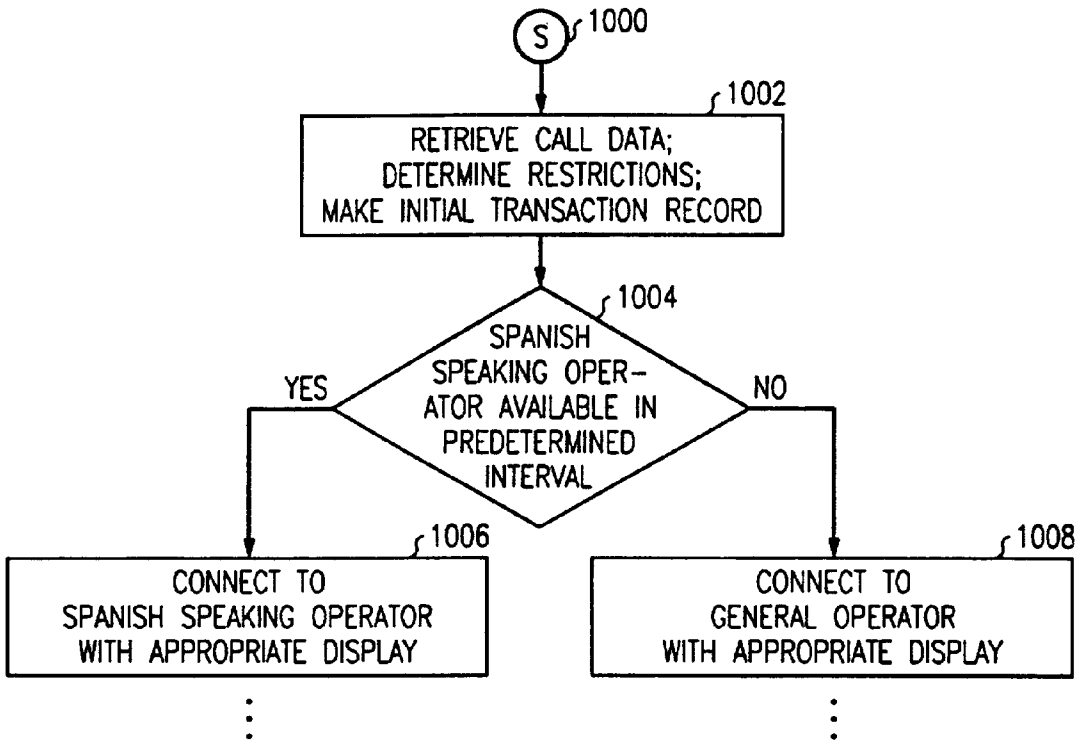 S
1000
1002
RETRIEVE CALL DATA;
DETERMINE RESTRICTIONS;
MAKE INITIAL TRANSACTION RECORD
1004
SPANISH
SPEAKING OPER-
ATOR AVAILABLE IN
PREDETERMINED
INTERVAL
YES
NO
1006
CONNECT TO
SPANISH SPEAKING OPERATOR
WITH APPROPRIATE DISPLAY
1008
CONNECT TO
GENERAL OPERATOR
WITH APPROPRIATE DISPLAY